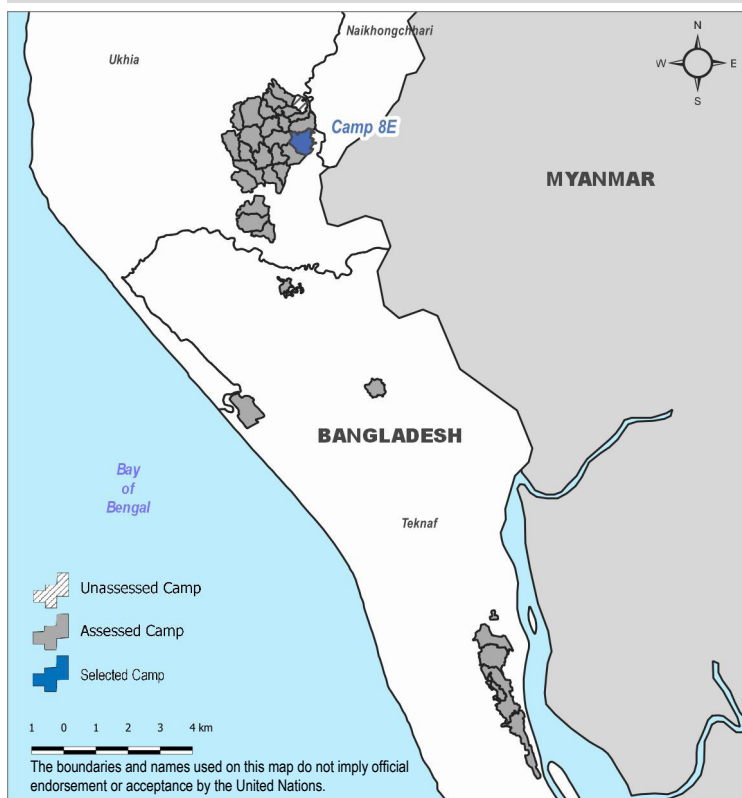 Naikhongchhari
Ukhia
N
W
E
S
Camp 8E
MYANMAR
BANGLADESH
Bay
of
Bengal
Teknaf
Unassessed Camp
Assessed Camp
Selected Camp
1 0 1 2 3 4 km
The boundaries and names used on this map do not imply official
endorsement or acceptance by the United Nations.